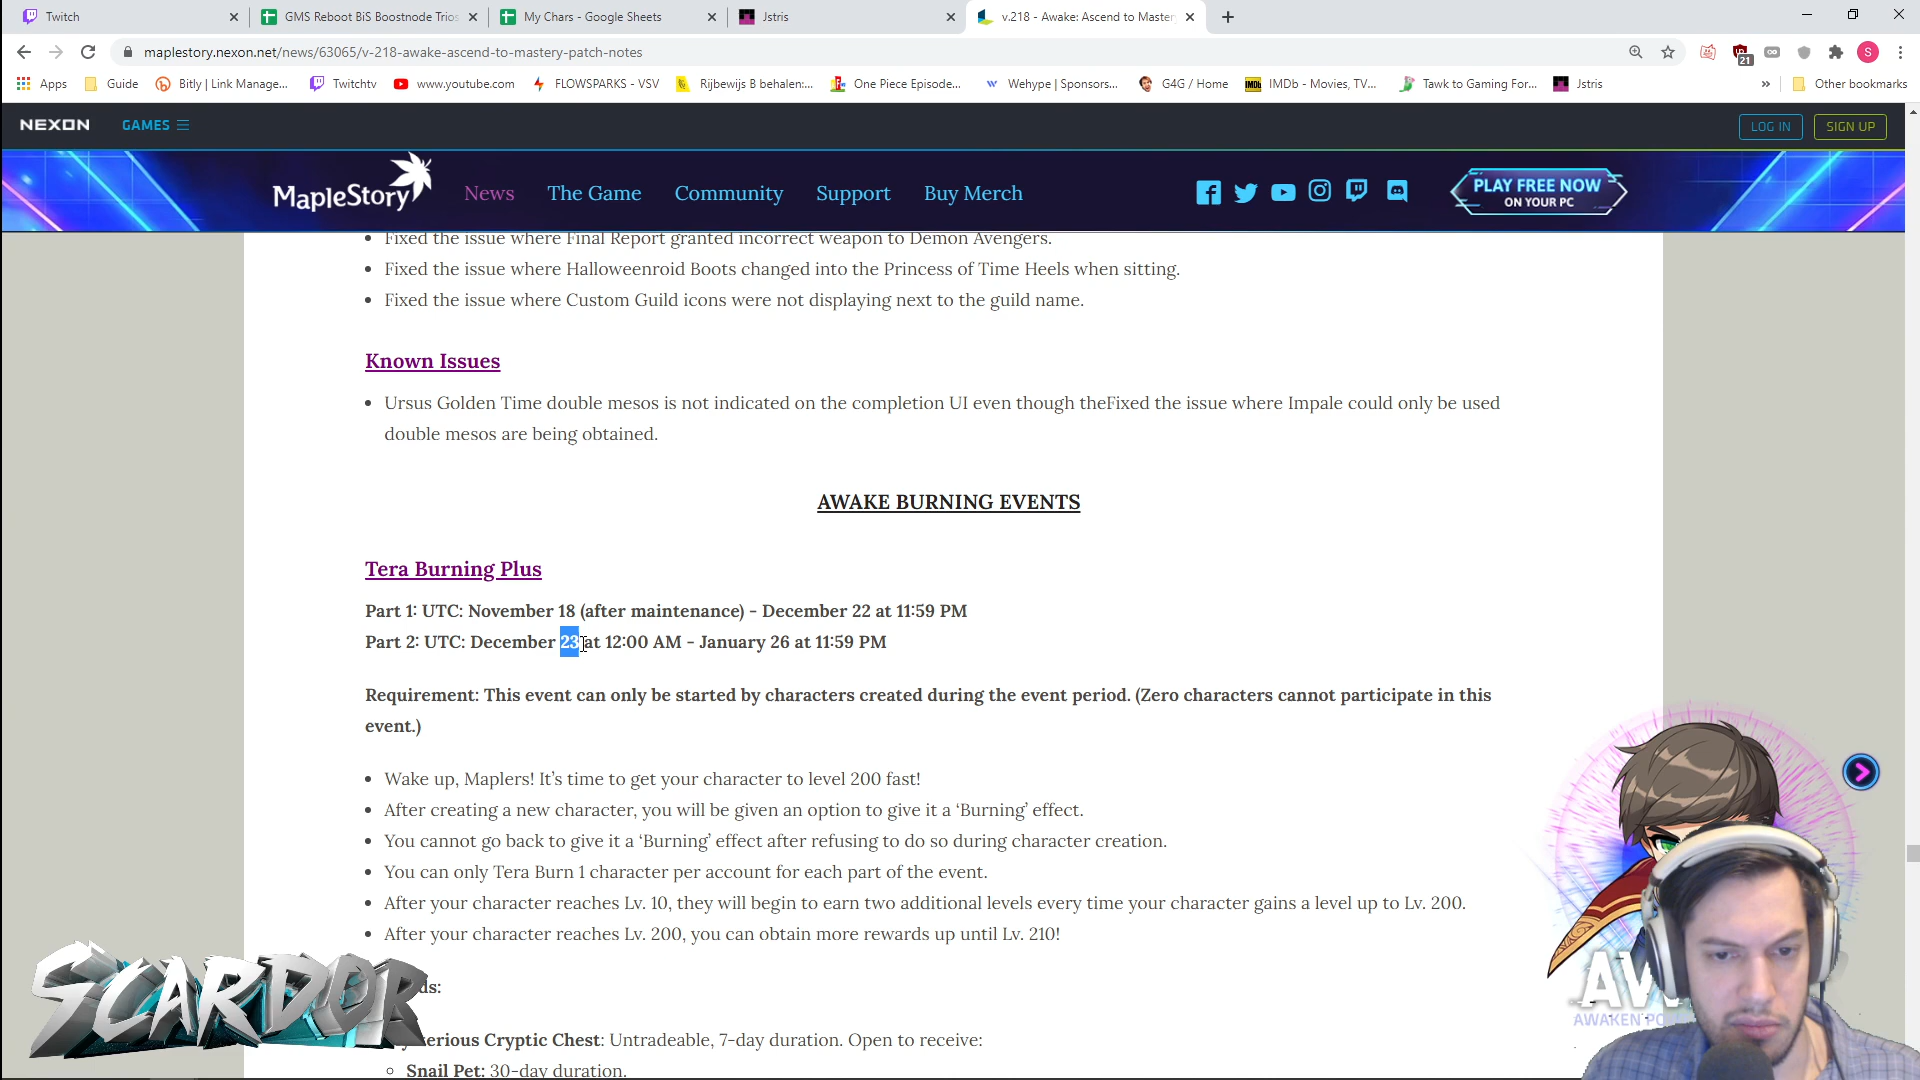 Twitch
GMS Reboot BiS Boostnode Trios
My Chars - Google Sheets
Jstris
v.218 - Awake: Ascend to Master
maplestory.nexon.net/news/63065/v-218-awake-ascend-to-mastery-patch-notes
S
21
Apps
Guide
Bitly | Link Manage...
Twitchtv
www.youtube.com
FLOWSPARKS - VSV
Rijbewijs B behalen:...
One Piece Episode...
Wehype | Sponsors...
G4G / Home
IMDb
IMDb - Movies, TV...
Tawk to Gaming For...
Jstris
»
Other bookmarks
NEXON
GAMES
LOG IN
SIGN UP
MapleStory
News
The Game
Community
Support
Buy Merch
PLAY FREE NOW
ON YOUR PC
• Fixed the issue where Final Report granted incorrect weapon to Demon Avengers.
• Fixed the issue where Halloweenroid Boots changed into the Princess of Time Heels when sitting.
• Fixed the issue where Custom Guild icons were not displaying next to the guild name.
Known Issues
• Ursus Golden Time double mesos is not indicated on the completion UI even though theFixed the issue where Impale could only be used
double mesos are being obtained.
AWAKE BURNING EVENTS
Tera Burning Plus
Part 1: UTC: November 18 (after maintenance) - December 22 at 11:59 PM
Part 2: UTC: December 23 at 12:00 AM - January 26 at 11:59 PM
Requirement: This event can only be started by characters created during the event period. (Zero characters cannot participate in this
event.)
• Wake up, Maplers! It's time to get your character to level 200 fast!
• After creating a new character, you will be given an option to give it a ‘Burning’ effect.
• You cannot go back to give it a ‘Burning’ effect after refusing to do so during character creation.
• You can only Tera Burn 1 character per account for each part of the event.
• After your character reaches Lv. 10, they will begin to earn two additional levels every time your character gains a level up to Lv. 200.
• After your character reaches Lv. 200, you can obtain more rewards up until Lv. 210!
SCARDOR
ds:
erious Cryptic Chest: Untradeable, 7-day duration. Open to receive:
○ Snail Pet: 30-day duration.
AW
AWAKEN PO